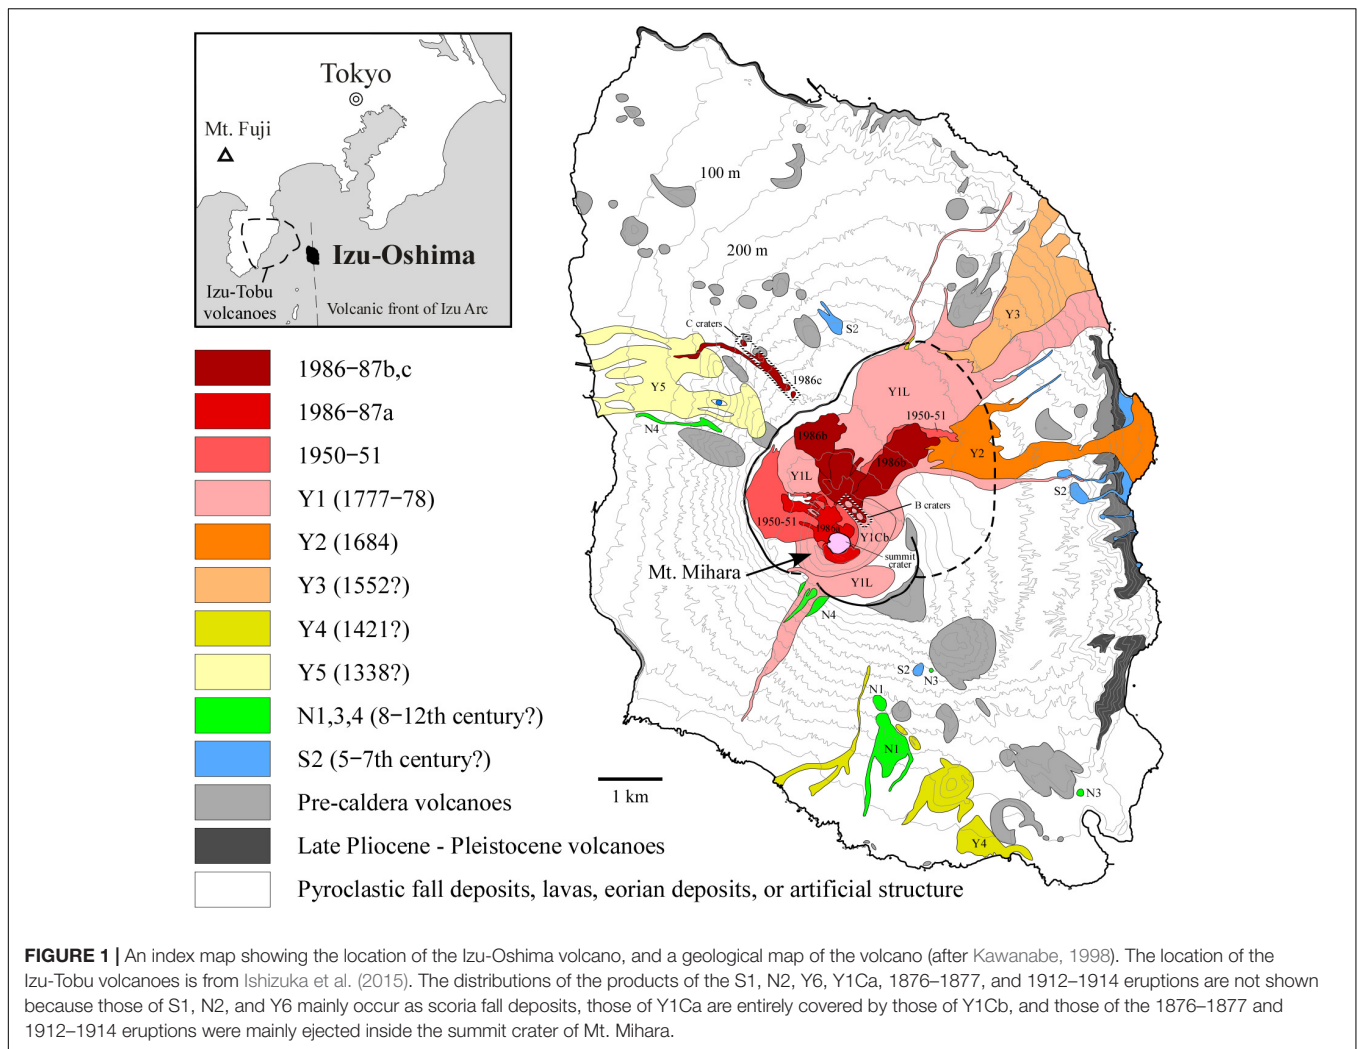 Tokyo
Mt. Fuji
Izu-Oshima
Izu-Tobu
volcanoes
Volcanic front of Izu Arc
100 m
200 m
C craters
S2
Y3
1986c
Y5
Y1L
N4
1950-51
1986b
1986b
Y2
Y1L
S2
1950-51
B craters
1986a
Y1Cb
summit
crater
Mt. Mihara
Y1L
N4
S2
N3
N1
N1
N3
Y4
1 km
1986−87b,c
1986−87a
1950−51
Y1 (1777−78)
Y2 (1684)
Y3 (1552?)
Y4 (1421?)
Y5 (1338?)
N1,3,4 (8−12th century?)
S2 (5−7th century?)
Pre-caldera volcanoes
Late Pliocene - Pleistocene volcanoes
Pyroclastic fall deposits, lavas, eorian deposits, or artificial structure
FIGURE 1 | An index map showing the location of the Izu-Oshima volcano, and a geological map of the volcano (after Kawanabe, 1998). The location of the
Izu-Tobu volcanoes is from Ishizuka et al. (2015). The distributions of the products of the S1, N2, Y6, Y1Ca, 1876–1877, and 1912–1914 eruptions are not shown
because those of S1, N2, and Y6 mainly occur as scoria fall deposits, those of Y1Ca are entirely covered by those of Y1Cb, and those of the 1876–1877 and
1912–1914 eruptions were mainly ejected inside the summit crater of Mt. Mihara.